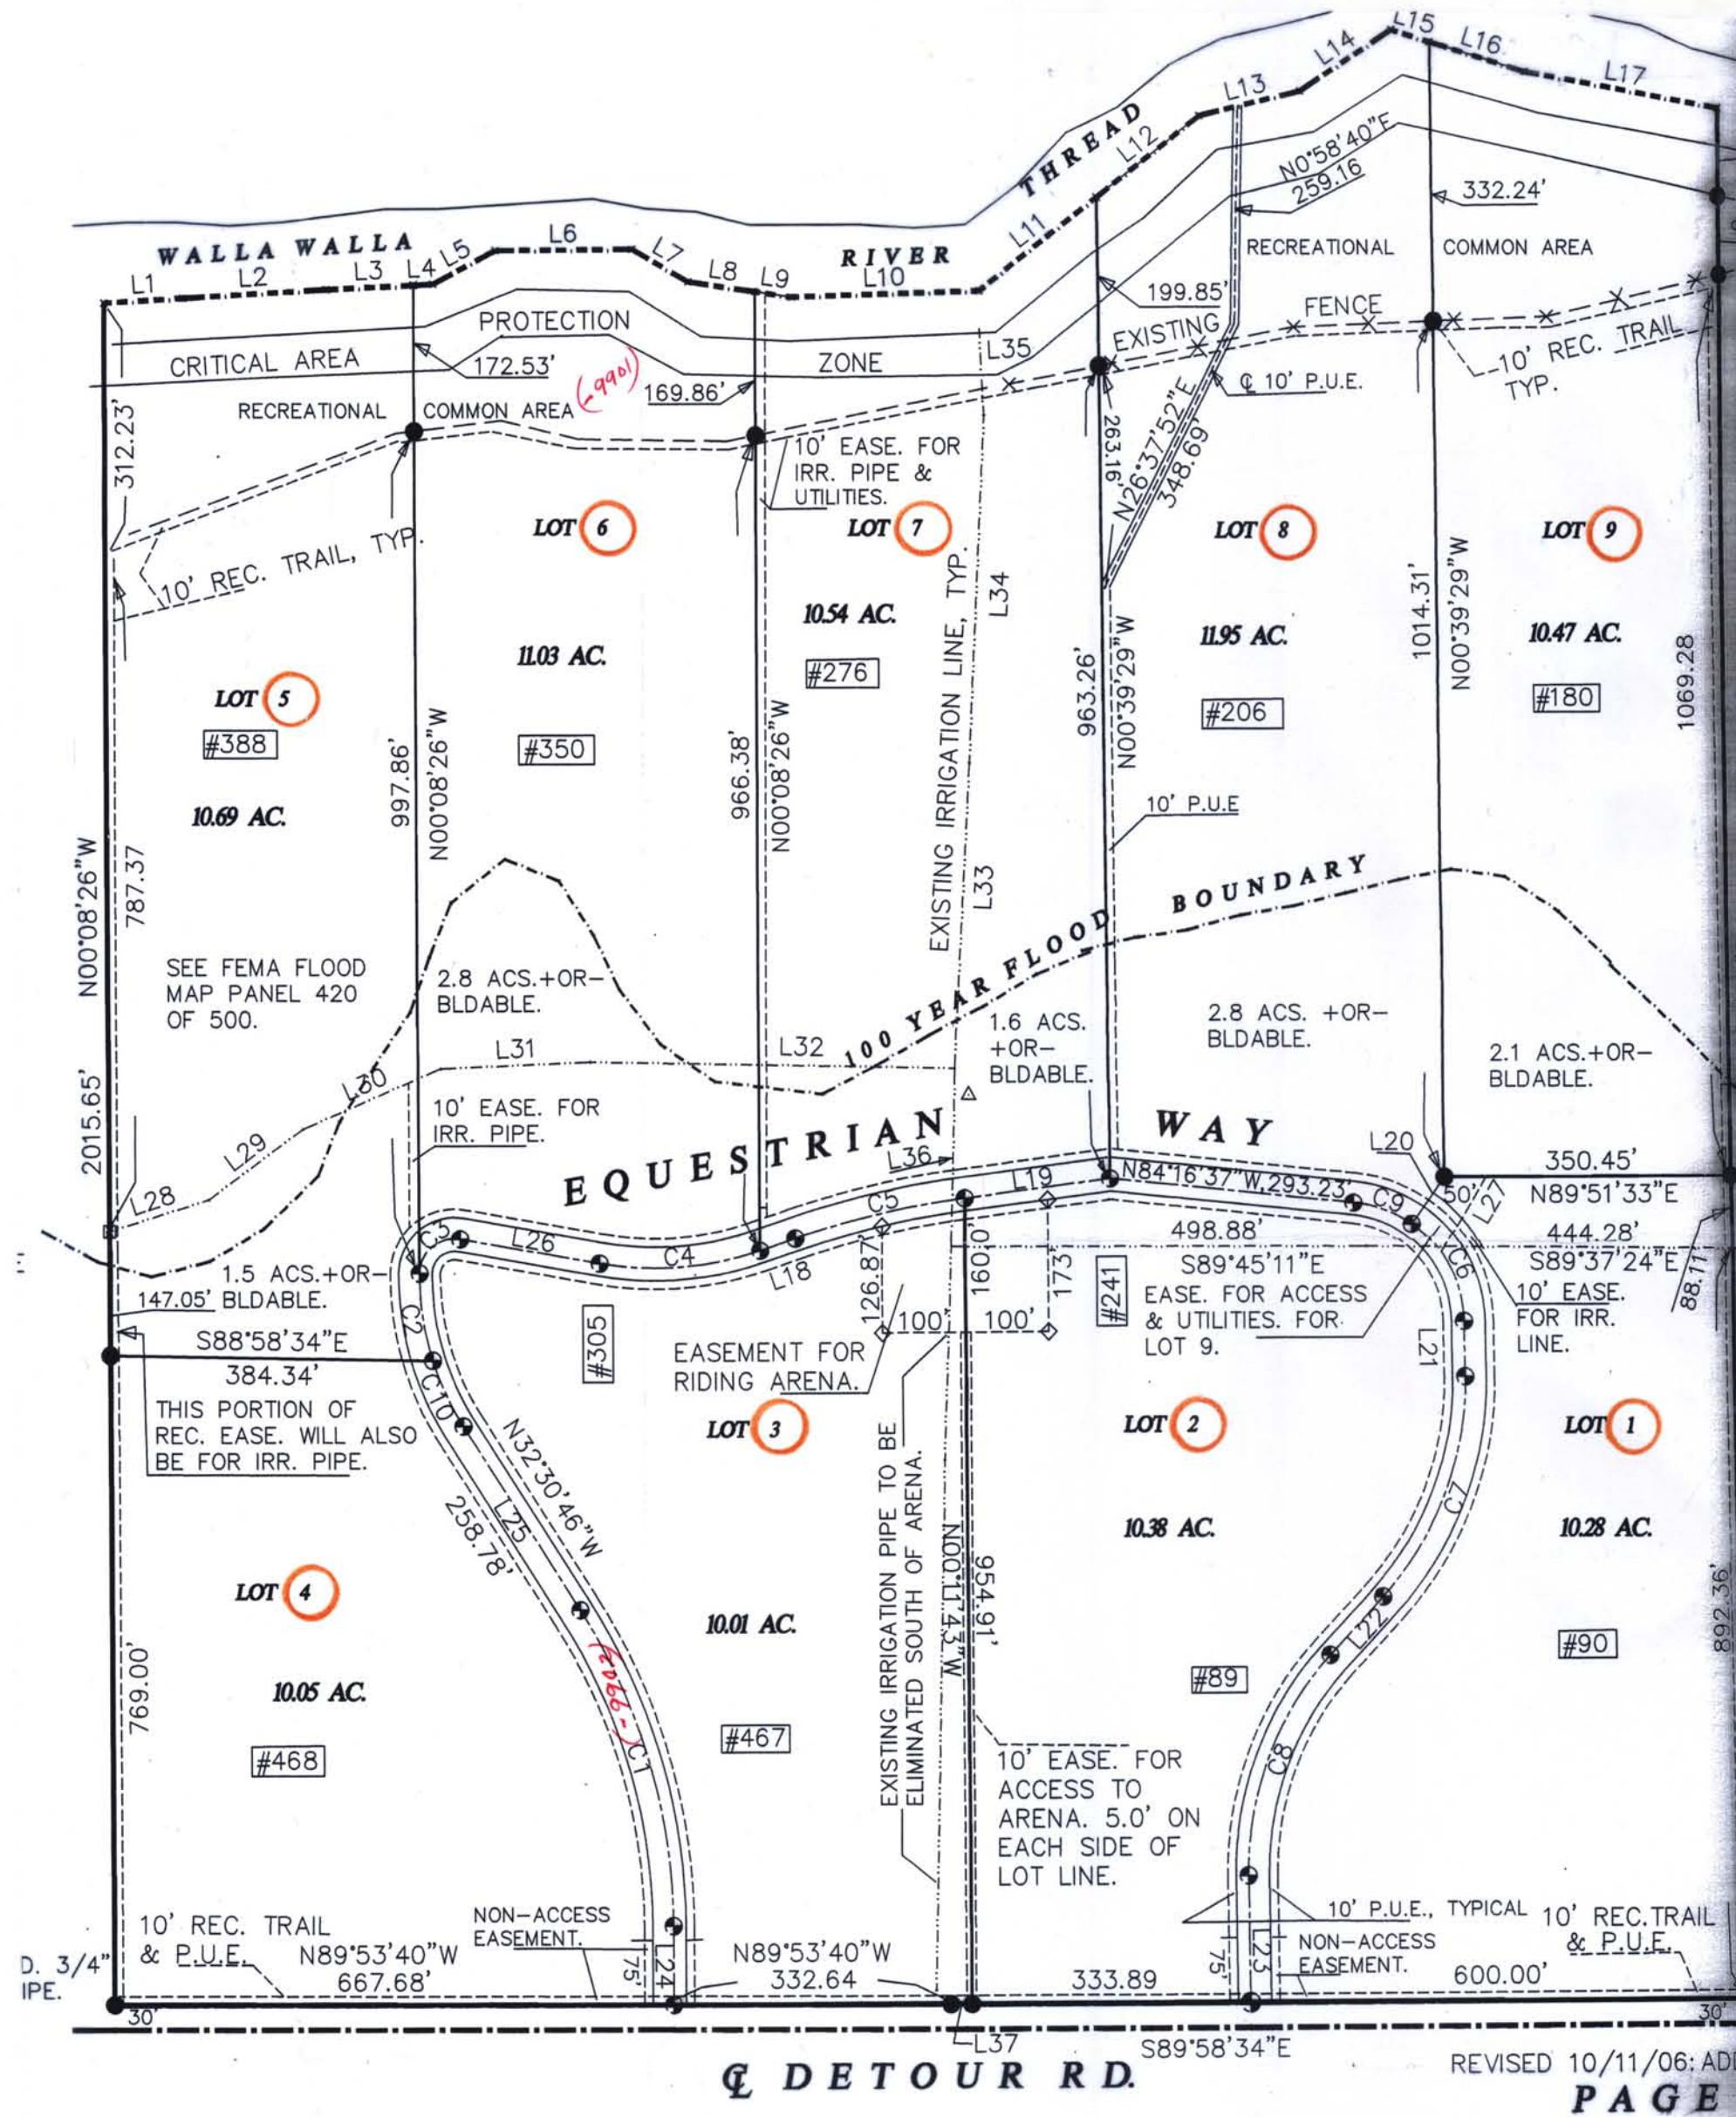 L15
L14
L16
L17
L13
THREAD
L12
N0°58'40"E
259.16
332.24'
L11
WALLA WALLA
L5
L6
L7
RIVER
RECREATIONAL
COMMON AREA
L1
L2
L3
L4
L8
L9
L10
199.85'
FENCE
EXISTING
PROTECTION
CRITICAL AREA
172.53'
ZONE
L35
10' REC. TRAIL
TYP.
(-9901)
169.86'
℄ 10' P.U.E.
RECREATIONAL
COMMON AREA
312.23'
10' EASE. FOR
IRR. PIPE &
UTILITIES.
263.16'
N26°37'52"E
348.69'
LOT 6
LOT 7
LOT 8
LOT 9
10' REC. TRAIL, TYP.
L34
10.54 AC.
11.95 AC.
10.47 AC.
11.03 AC.
#276
1014.31'
N00°39'29"W
1069.28
LOT 5
#388
#350
963.26'
N00°39'29"W
#206
#180
997.86'
N00°08'26"W
966.38'
N00°08'26"W
EXISTING IRRIGATION LINE, TYP.
10.69 AC.
10' P.U.E
N00°08'26"W
787.37
L33
100 YEAR FLOOD BOUNDARY
SEE FEMA FLOOD
MAP PANEL 420
OF 500.
2.8 ACS.+OR-
BLDABLE.
1.6 ACS.
+OR-
BLDABLE.
2.8 ACS. +OR-
BLDABLE.
2.1 ACS.+OR-
BLDABLE.
L31
L32
L30
2015.65'
10' EASE. FOR
IRR. PIPE.
L29
EQUESTRIAN WAY
L28
L36
L20
350.45'
N89°51'33"E
L19
N84°16'37"W,293.23'
C9
50'
L27
C5
C3
L26
C4
L18
498.88'
S89°45'11"E
C6
444.28'
S89°37'24"E
1.5 ACS.+OR-
BLDABLE.
147.05'
C2
126.87'
160.0'
173'
#241
88.11'
100'
100'
EASE. FOR ACCESS
& UTILITIES. FOR
LOT 9.
10' EASE.
FOR IRR.
LINE.
S88°58'34"E
384.34'
#305
EASEMENT FOR
RIDING ARENA.
L21
C10
THIS PORTION OF
REC. EASE. WILL ALSO
BE FOR IRR. PIPE.
LOT 3
LOT 2
LOT 1
N32°30'46"W
L25
258.78'
EXISTING IRRIGATION PIPE TO BE
ELIMINATED SOUTH OF ARENA.
N00°11'43"W
954.91'
C7
10.38 AC.
10.28 AC.
LOT 4
10.01 AC.
L22
892.36'
769.00'
(-9902)
#90
10.05 AC.
#89
#468
#467
C1
C8
10' EASE. FOR
ACCESS TO
ARENA. 5.0' ON
EACH SIDE OF
LOT LINE.
10' REC. TRAIL
& P.U.E.
NON-ACCESS
EASEMENT.
10' P.U.E., TYPICAL
10' REC.TRAIL
& P.U.E.
D. 3/4"
IPE.
N89°53'40"W
667.68'
75'
L24
N89°53'40"W
332.64
333.89
75'
L23
NON-ACCESS
EASEMENT.
600.00'
30'
30'
L37
S89°58'34"E
℄ DETOUR RD.
REVISED 10/11/06:
PAGE